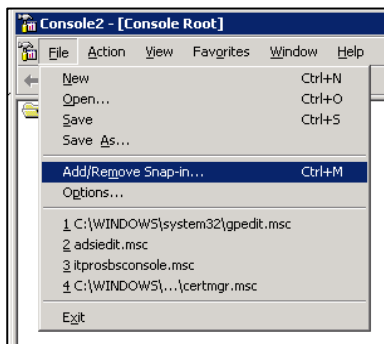 Console2 - [Console Root]
File Action View Favorites Window Help
New Ctrl+N
Open... Ctrl+O
Save Ctrl+S
Save As...
Add/Remove Snap-in... Ctrl+M
Options...
1 C:\WINDOWS\system32\gpedit.msc
2 adsiedit.msc
3 itprosbsconsole.msc
4 C:\WINDOWS\...\certmgr.msc
Exit